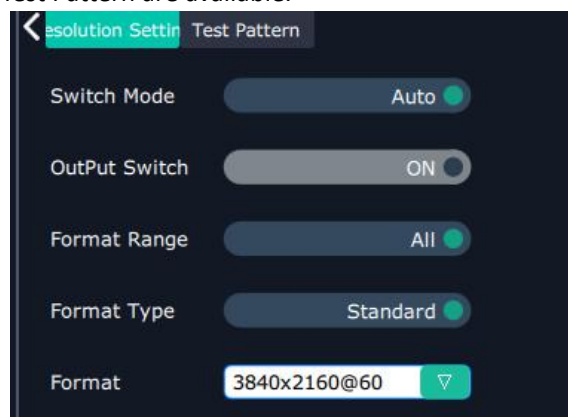 Test Pattern are available.
esolution Settin Test Pattern
Switch Mode Auto
OutPut Switch ON
Format Range All
Format Type Standard
Format 3840x2160@60